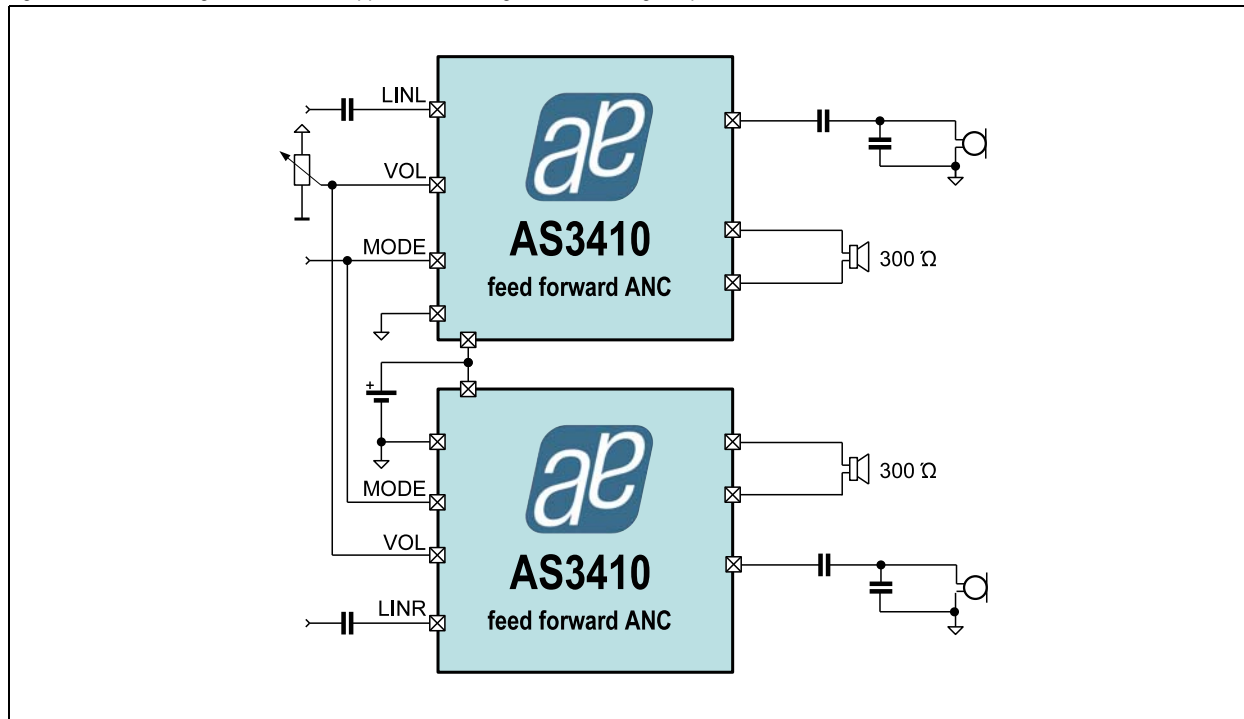 LINL
VOL
MODE
AS3410
feed forward ANC
300 Ω
+
MODE
VOL
LINR
AS3410
feed forward ANC
300 Ω